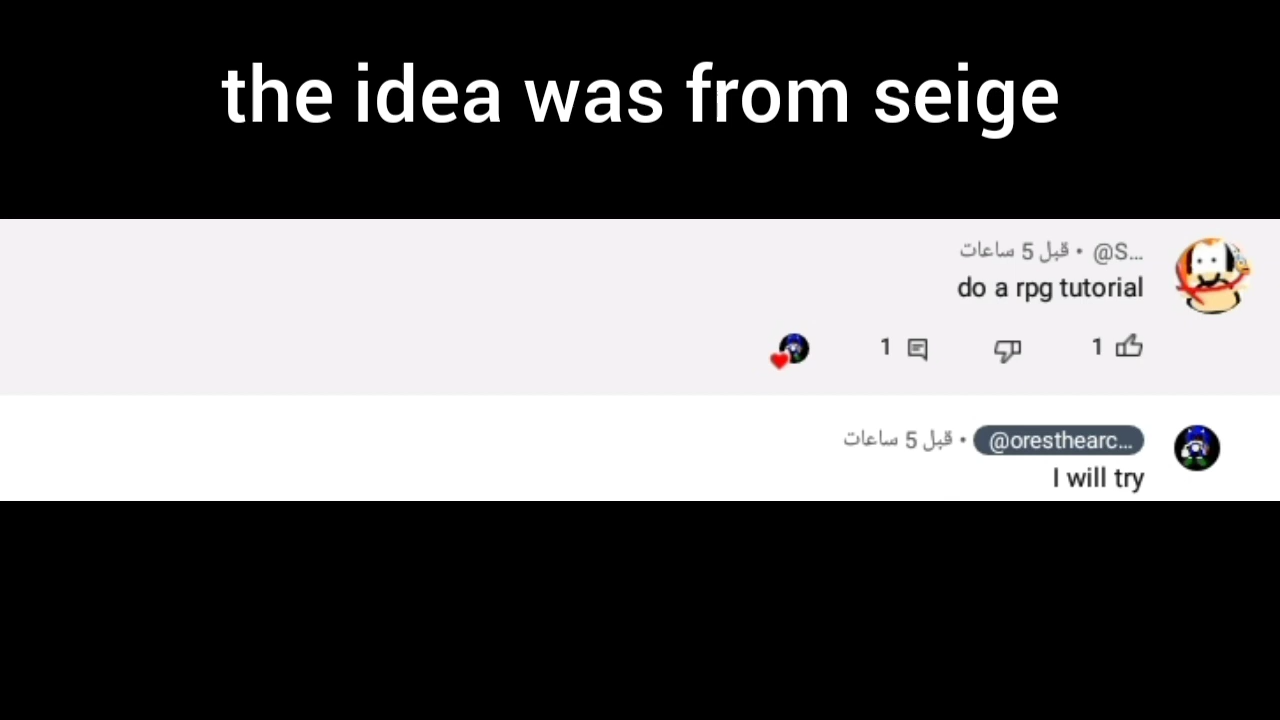 the idea was from seige
@S... • قبل 5 ساعات
do a rpg tutorial
1 1
@oresthearc... • قبل 5 ساعات
I will try